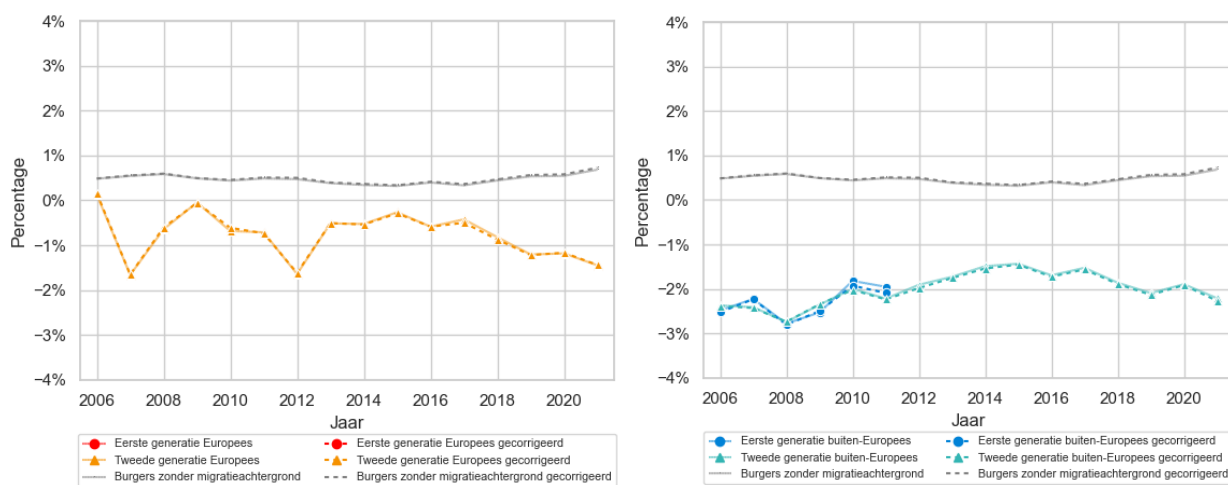 4%
3%
2%
1%
0%
−1%
−2%
−3%
−4%
Percentage
2006 2008 2010 2012 2014 2016 2018 2020
Jaar
Eerste generatie Europees Eerste generatie Europees gecorrigeerd
Tweede generatie Europees Tweede generatie Europees gecorrigeerd
Burgers zonder migratieachtergrond Burgers zonder migratieachtergrond gecorrigeerd
4%
3%
2%
1%
0%
−1%
−2%
−3%
−4%
Percentage
2006 2008 2010 2012 2014 2016 2018 2020
Jaar
Eerste generatie buiten-Europees Eerste generatie buiten-Europees gecorrigeerd
Tweede generatie buiten-Europees Tweede generatie buiten-Europees gecorrigeerd
Burgers zonder migratieachtergrond Burgers zonder migratieachtergrond gecorrigeerd